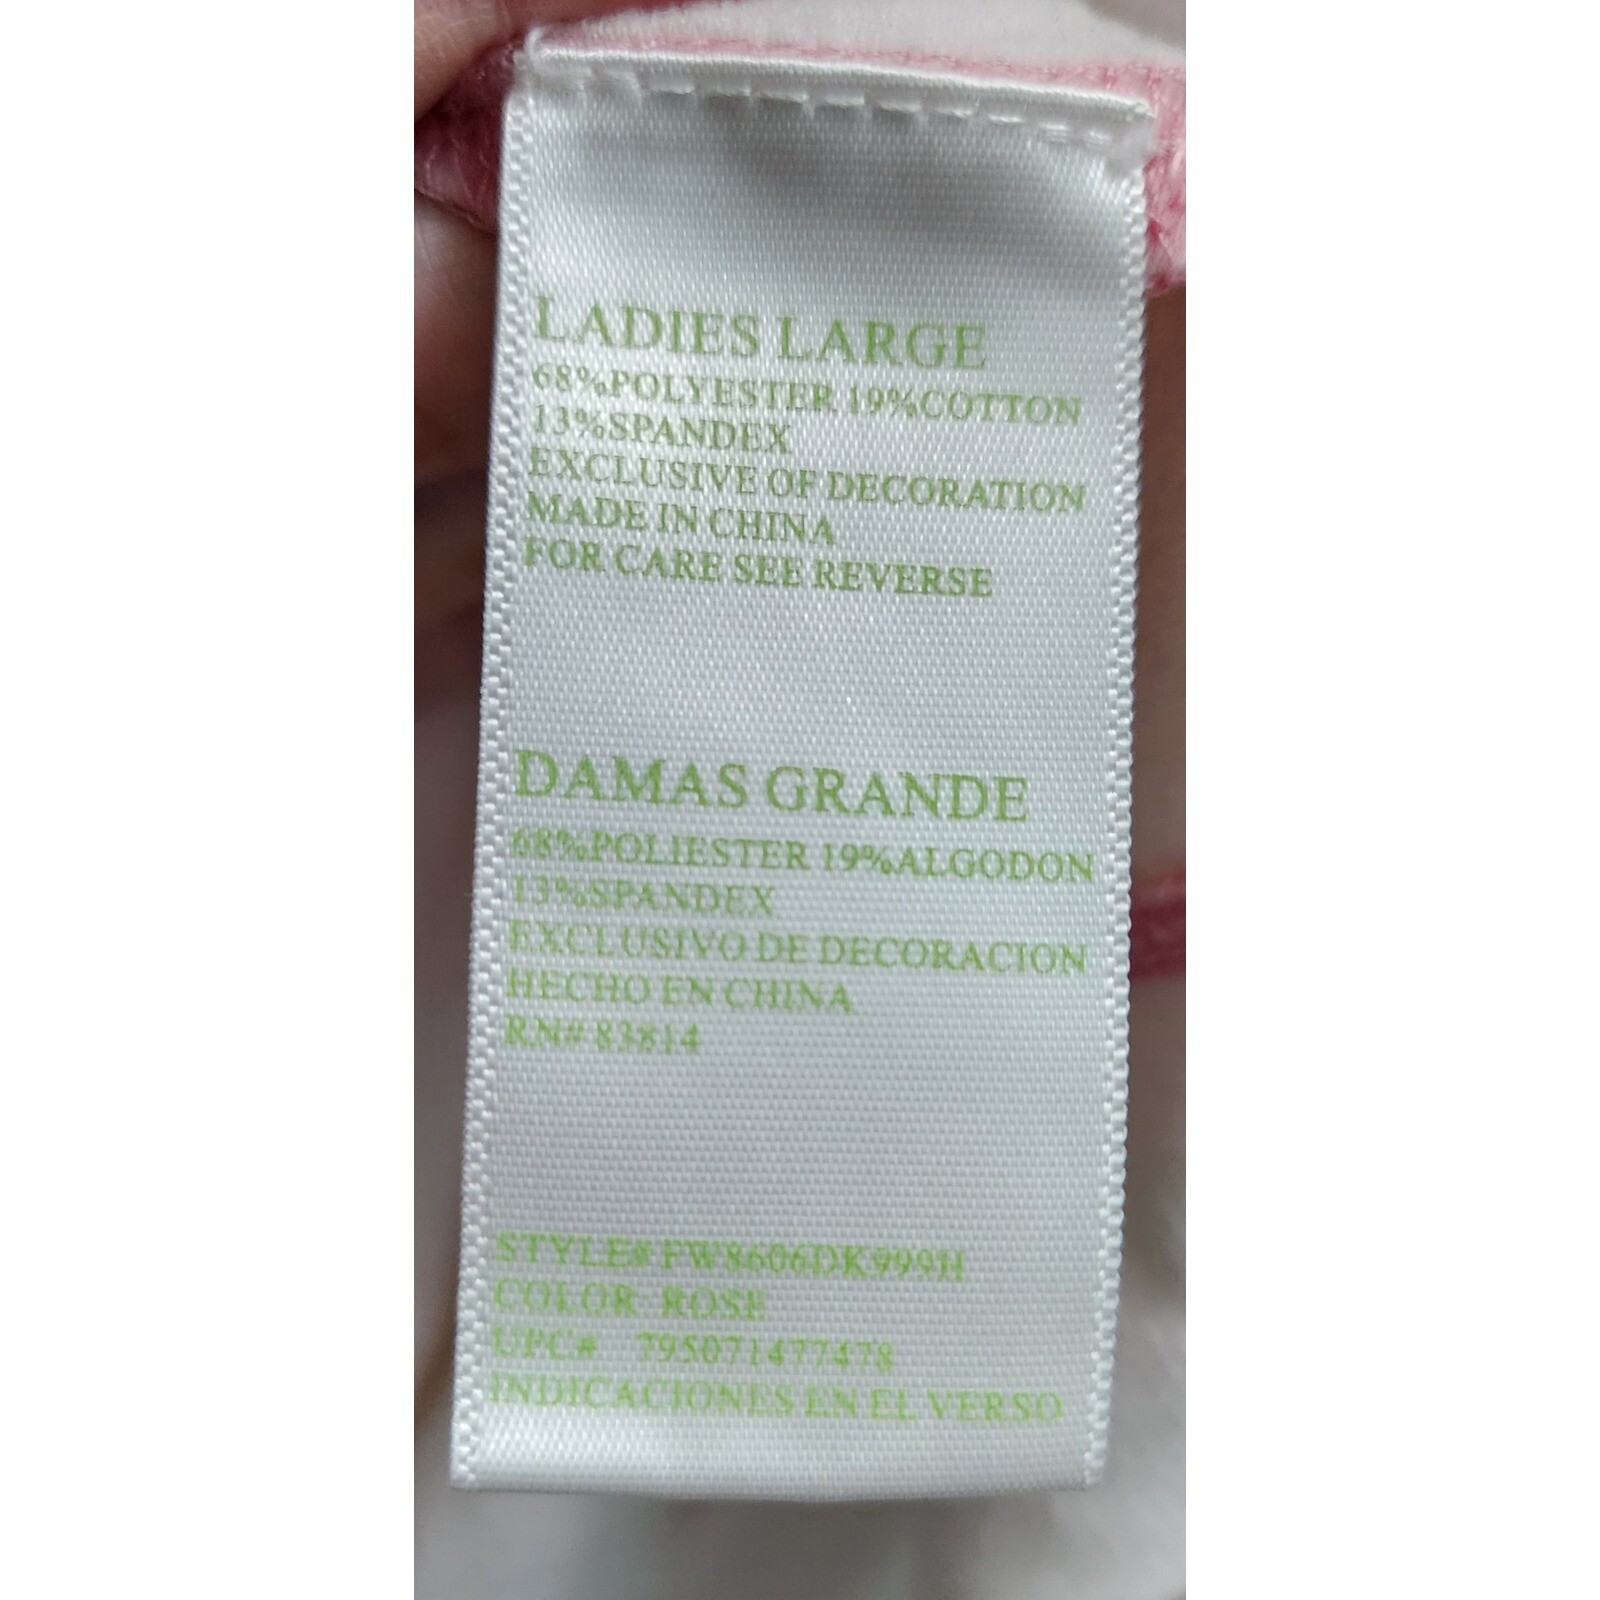 LADIES LARGE
68%POLYESTER 19%COTTON
13%SPANDEX
EXCLUSIVE OF DECORATION
MADE IN CHINA
FOR CARE SEE REVERSE
DAMAS GRANDE
68%POLIESTER 19%ALGODON
13%SPANDEX
EXCLUSIVO DE DECORACION
HECHO EN CHINA
RN# 83814
STYLE# FW8606DK999H
COLOR: ROSE
UPC# 795071477478
INDICACIONES EN EL VERSO